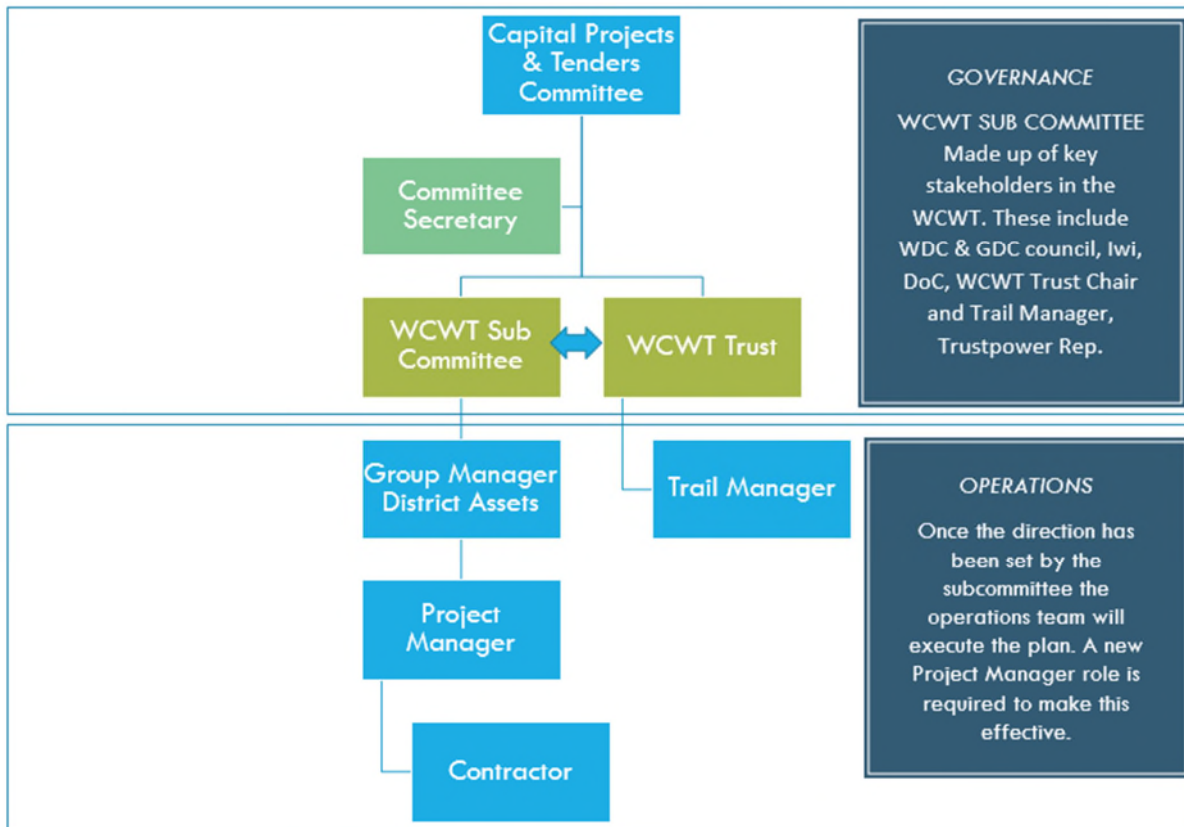 Capital Projects
& Tenders
Committee
Committee
Secretary
WCWT Sub
Committee
WCWT Trust
GOVERNANCE
WCWT SUB COMMITTEE
Made up of key
stakeholders in the
WCWT. These include
WDC & GDC council, Iwi,
DoC, WCWT Trust Chair
and Trail Manager,
Trustpower Rep.
Group Manager
District Assets
Trail Manager
Project
Manager
Contractor
OPERATIONS
Once the direction has
been set by the
subcommittee the
operations team will
execute the plan. A new
Project Manager role is
required to make this
effective.